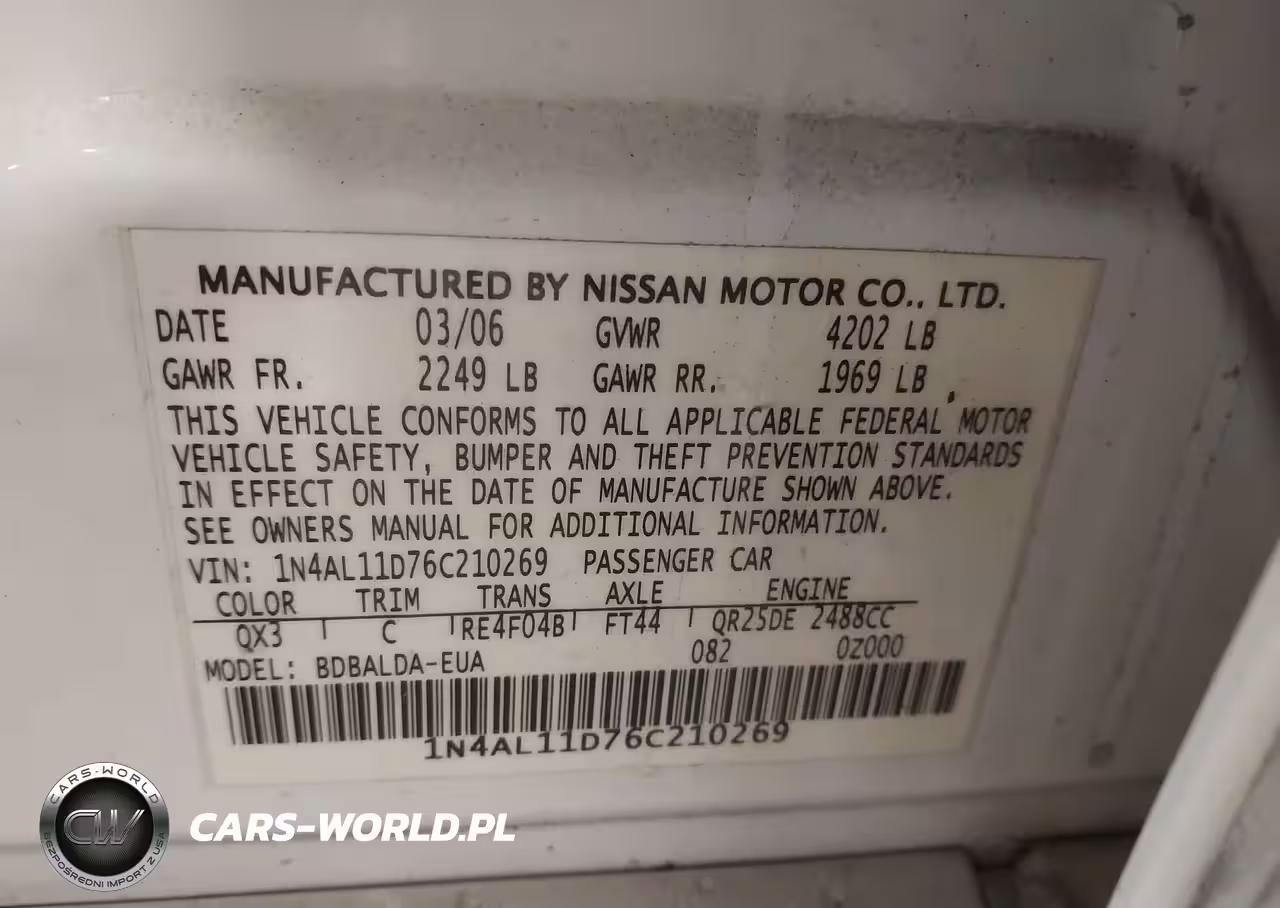 MANUFACTURED BY NISSAN MOTOR CO., LTD.
DATE 03/06 GVWR 4202 LB
GAWR FR. 2249 LB GAWR RR. 1969 LB
THIS VEHICLE CONFORMS TO ALL APPLICABLE FEDERAL MOTOR
VEHICLE SAFETY, BUMPER AND THEFT PREVENTION STANDARDS
IN EFFECT ON THE DATE OF MANUFACTURE SHOWN ABOVE.
SEE OWNERS MANUAL FOR ADDITIONAL INFORMATION.
VIN: 1N4AL11D76C210269 PASSENGER CAR
COLOR TRIM TRANS AXLE ENGINE
QX3 C RE4F04B FT44 QR25DE 2488CC
MODEL: BDBALDA-EUA 082 0Z000
1N4AL11D76C210269
CARS-WORLD
CW
BEZPOŚREDNI IMPORT Z USA
CARS-WORLD.PL